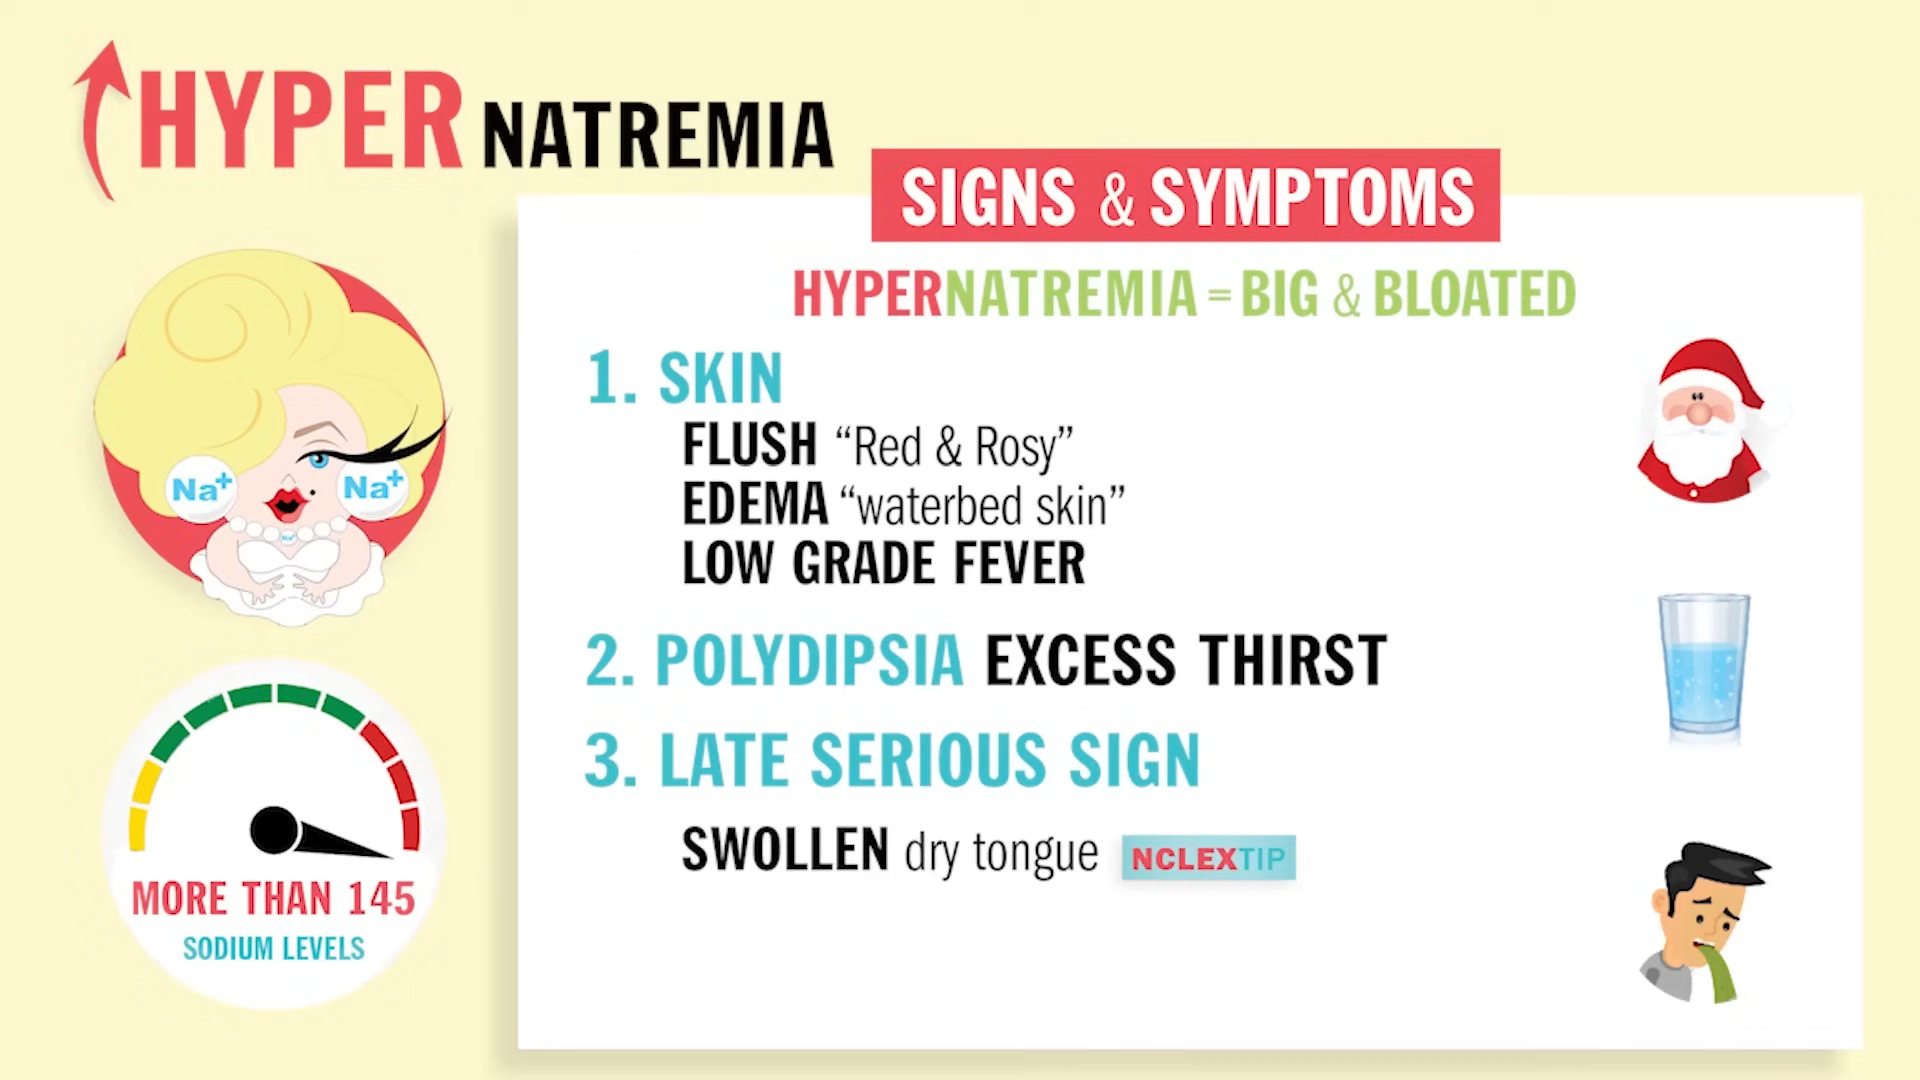 HYPER NATREMIA
SIGNS & SYMPTOMS
HYPERNATREMIA = BIG & BLOATED
1. SKIN
FLUSH “Red & Rosy”
EDEMA “waterbed skin”
LOW GRADE FEVER
2. POLYDIPSIA EXCESS THIRST
3. LATE SERIOUS SIGN
SWOLLEN dry tongue NCLEXTIP
Na+ Na+
Na+
MORE THAN 145
SODIUM LEVELS